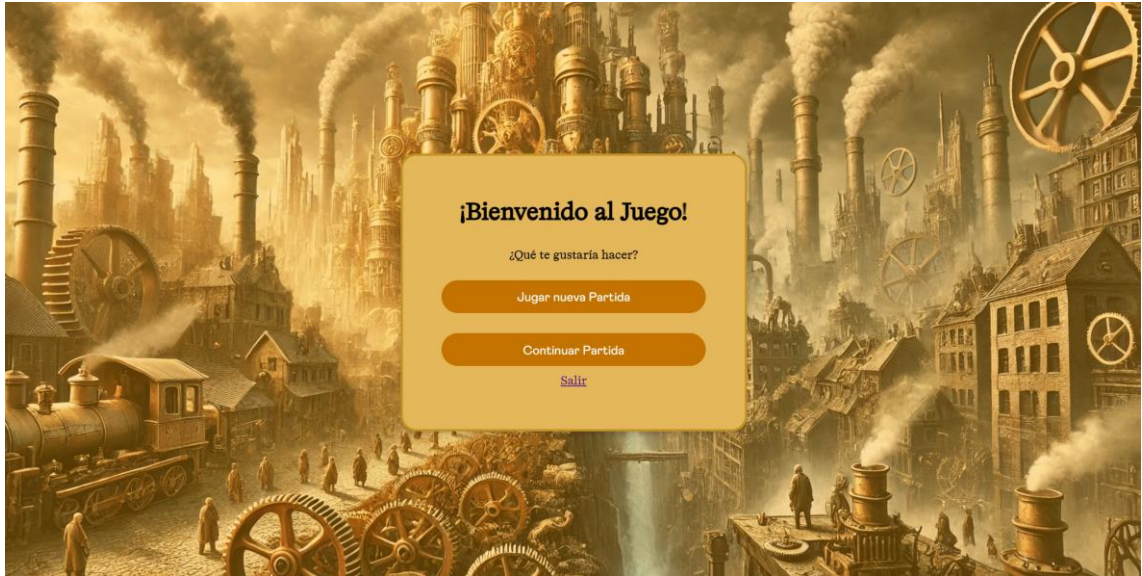 ¡Bienvenido al Juego!
¿Qué te gustaría hacer?
Jugar nueva Partida
Continuar Partida
Salir